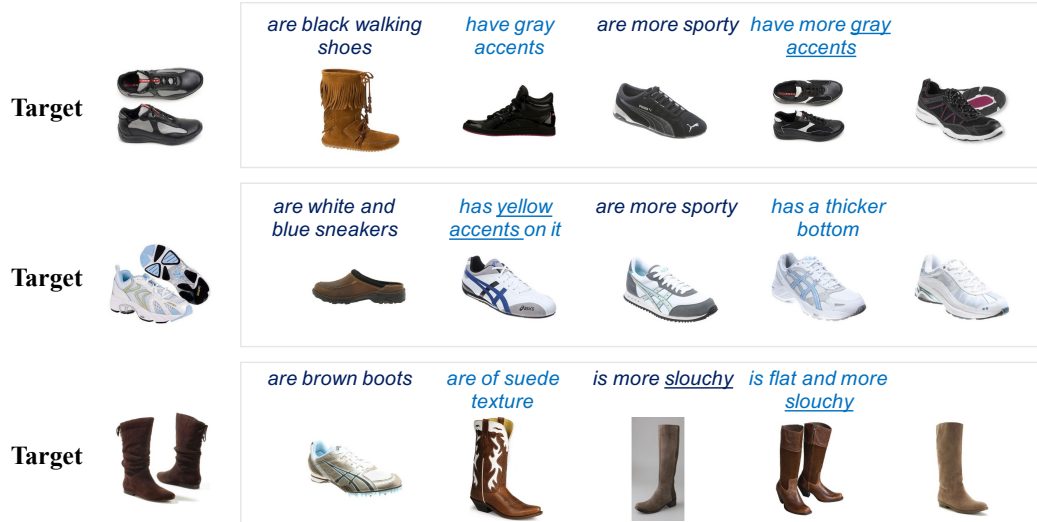 are black walking
shoes
have gray
accents
are more sporty
have more gray
accents
Target
are white and
blue sneakers
has yellow
accents on it
are more sporty
has a thicker
bottom
Target
are brown boots
are of suede
texture
is more slouchy
is flat and more
slouchy
Target